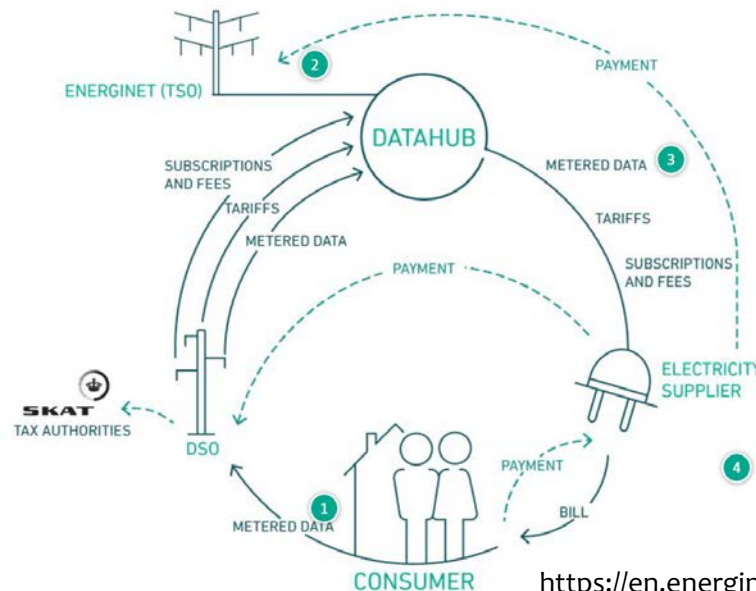 2
PAYMENT
ENERGINET (TSO)
DATAHUB
SUBSCRIPTIONS
AND FEES
METERED DATA
3
TARIFFS
TARIFFS
METERED DATA
PAYMENT
SUBSCRIPTIONS
AND FEES
ELECTRICITY
SUPPLIER
SKAT
TAX AUTHORITIES
DSO
4
PAYMENT
1
METERED DATA
BILL
CONSUMER
https://en.energin